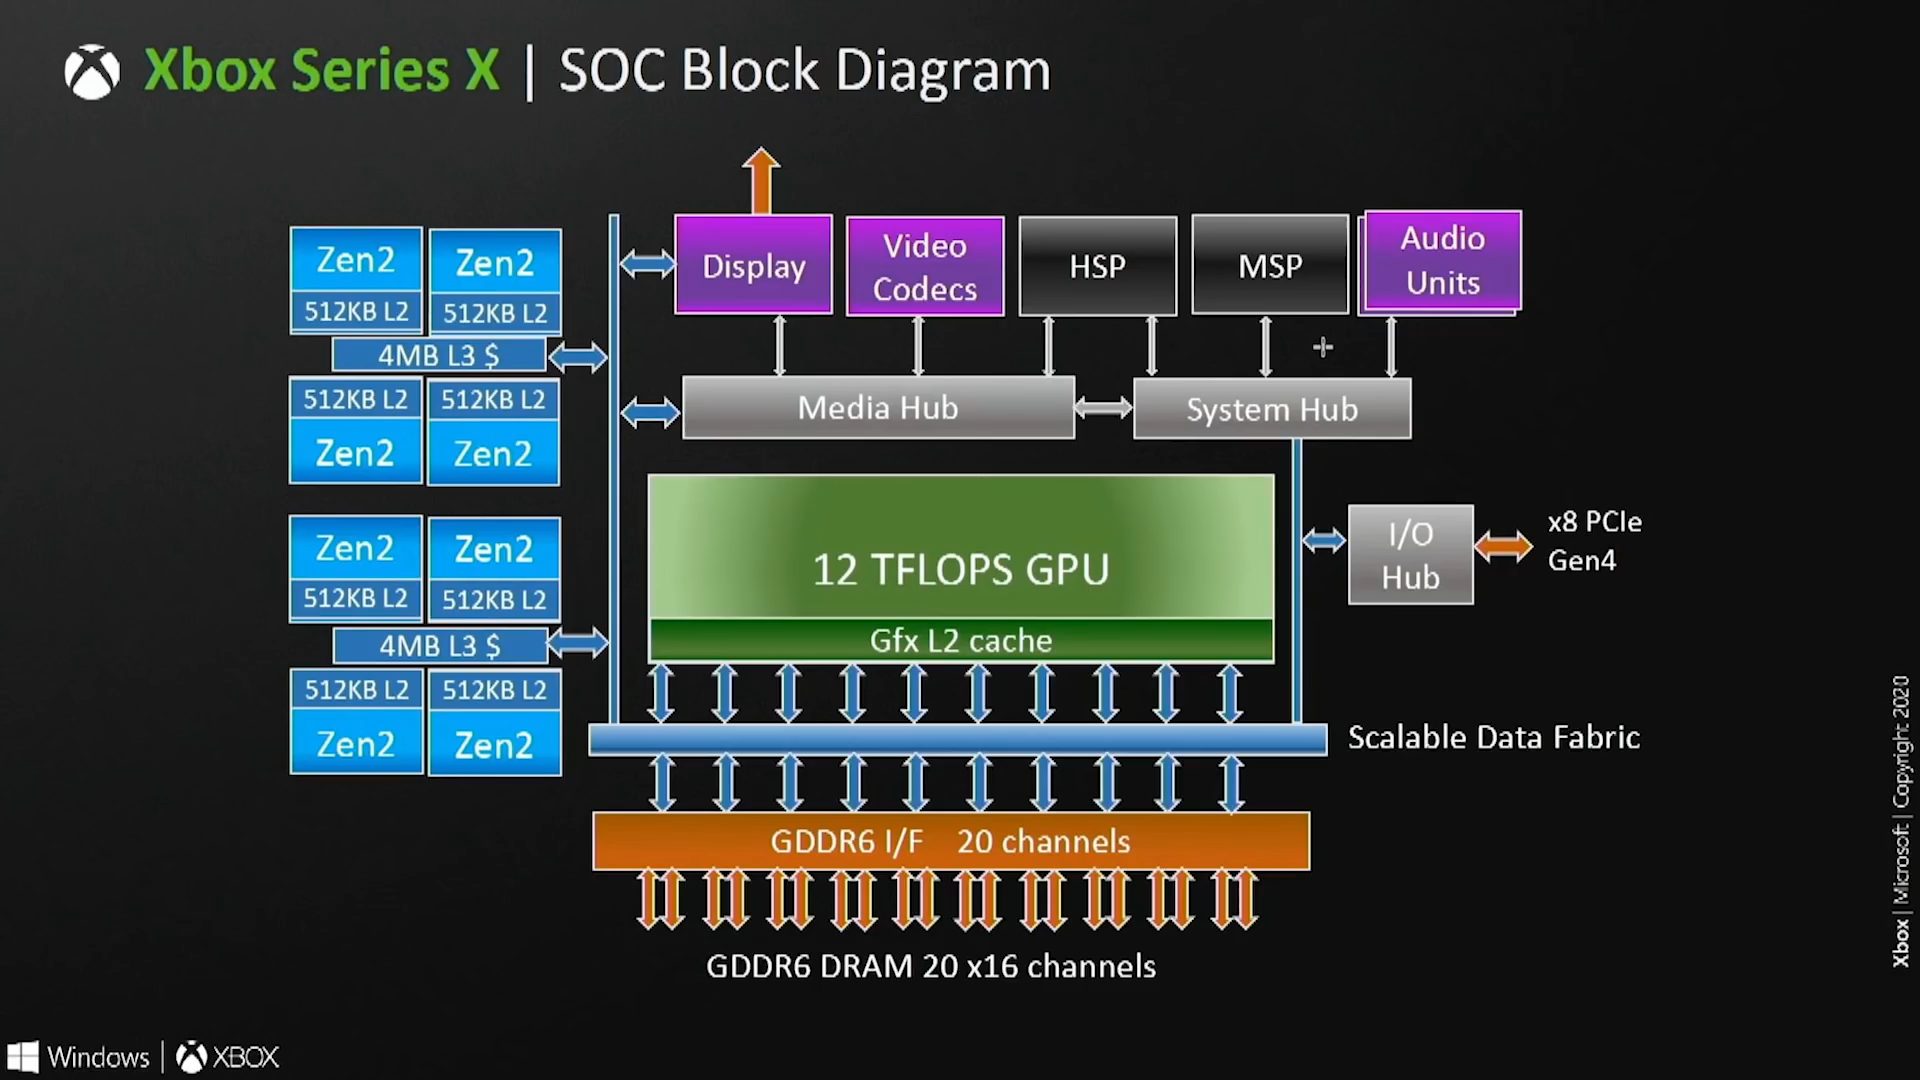 Xbox Series X | SOC Block Diagram
Display
Video
Codecs
HSP
MSP
Audio
Units
Zen2
Zen2
512KB L2
512KB L2
4MB L3 $
512KB L2
512KB L2
Zen2
Zen2
Media Hub
System Hub
Zen2
Zen2
512KB L2
512KB L2
4MB L3 $
512KB L2
512KB L2
Zen2
Zen2
12 TFLOPS GPU
Gfx L2 cache
I/O
Hub
x8 PCIe
Gen4
Scalable Data Fabric
GDDR6 I/F 20 channels
GDDR6 DRAM 20 x16 channels
Xbox | Microsoft | Copyright 2020
Windows | XBOX